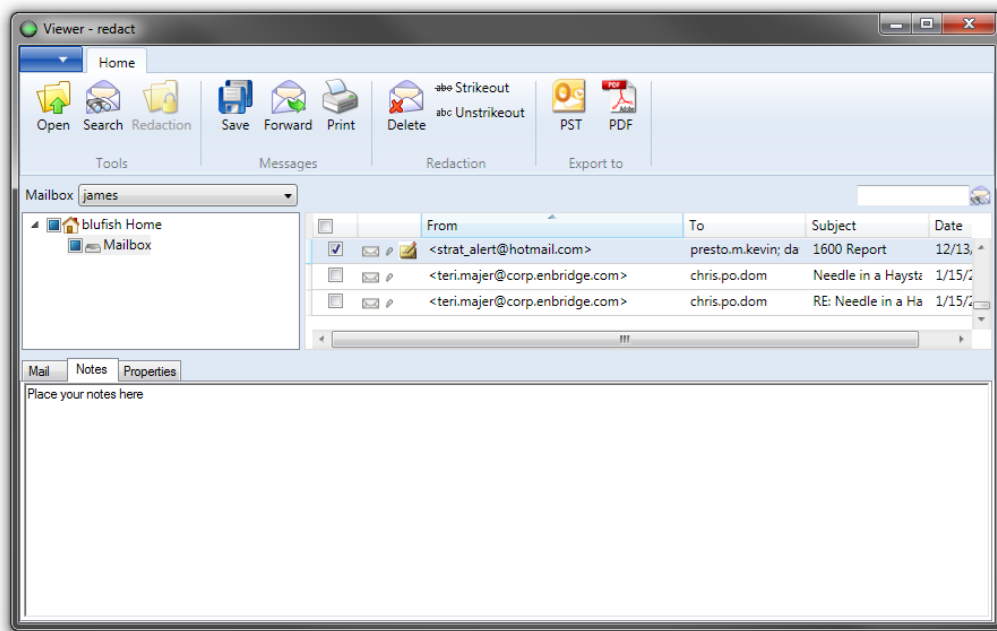 Viewer - redact
Home
Open Search Redaction Save Forward Print Delete abc Strikeout abc Unstrikeout PST PDF
Tools Messages Redaction Export to
Mailbox james
blufish Home
Mailbox
From To Subject Date
<strat_alert@hotmail.com> presto.m.kevin; da 1600 Report 12/13,
<teri.majer@corp.enbridge.com> chris.po.dom Needle in a Haysta 1/15/2
<teri.majer@corp.enbridge.com> chris.po.dom RE: Needle in a Ha 1/15/2
Mail Notes Properties
Place your notes here